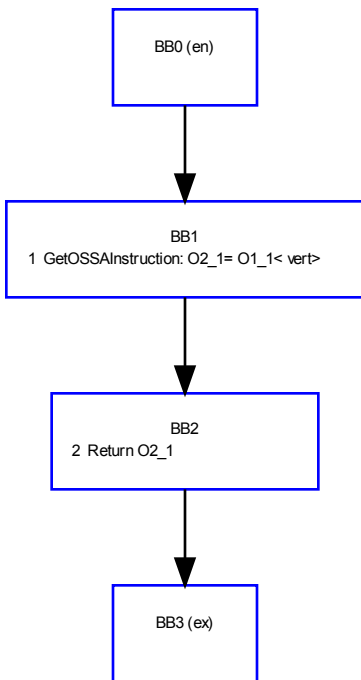 BB0 (en)
BB1
1 GetOSSAInstruction: O2_1= O1_1< vert>
BB2
2 Return O2_1
BB3 (ex)